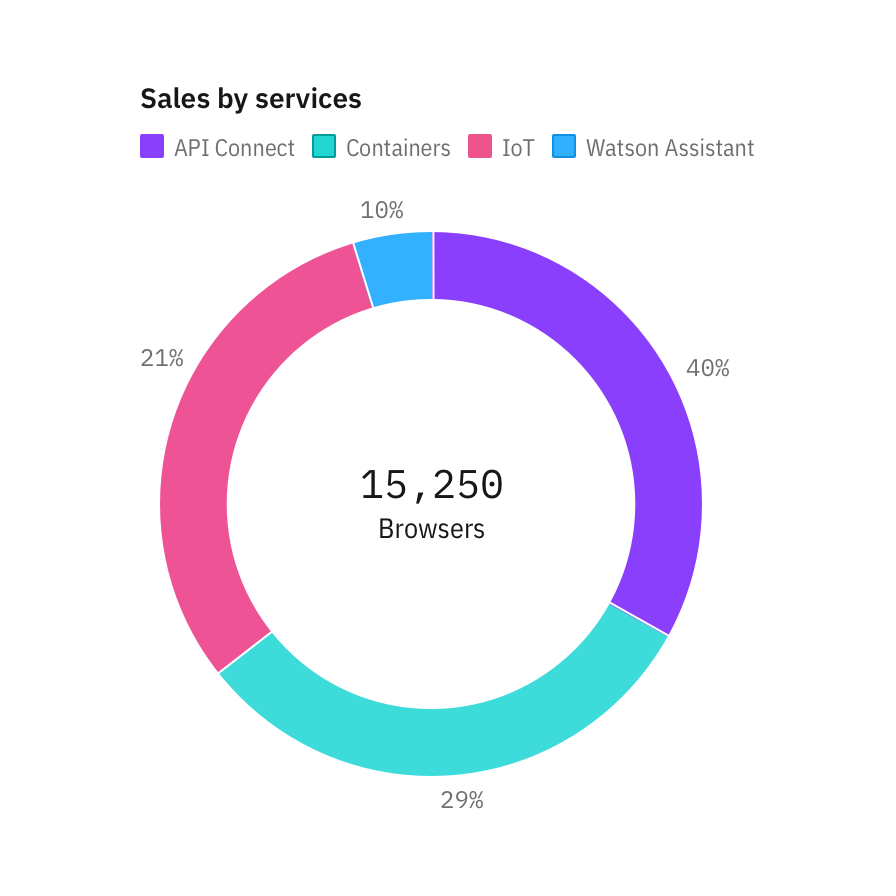 Sales by services
API Connect Containers IoT Watson Assistant
10%
21%
40%
15,250
Browsers
29%